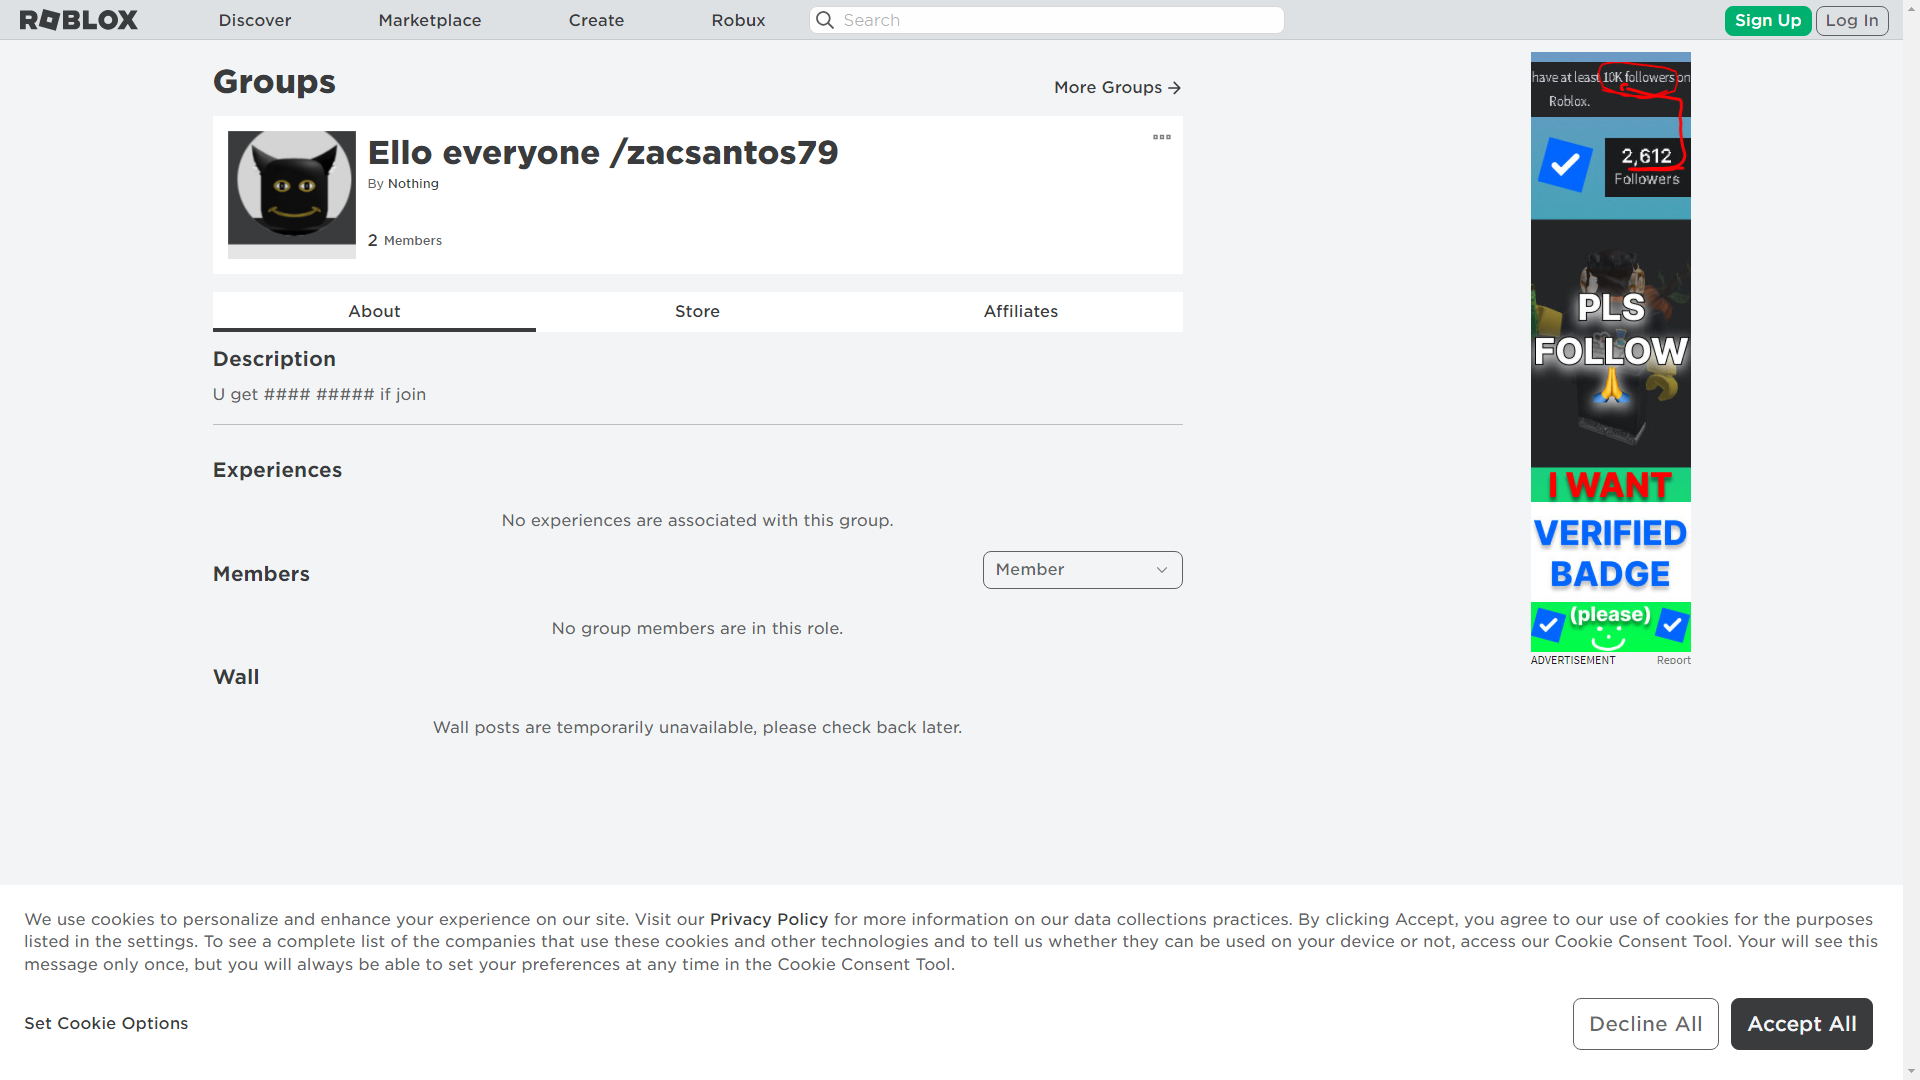 ROBLOX
Discover
Marketplace
Create
Robux
Search
Sign Up
Log In
Groups
More Groups
Ello everyone /zacsantos79
By Nothing
2 Members
About
Store
Affiliates
Description
U get #### ##### if join
Experiences
No experiences are associated with this group.
Members
Member
No group members are in this role.
Wall
Wall posts are temporarily unavailable, please check back later.
have at least 10K followers on
Roblox.
2,612
Followers
PLS
FOLLOW
I WANT
VERIFIED
BADGE
(please)
ADVERTISEMENT
Report
We use cookies to personalize and enhance your experience on our site. Visit our Privacy Policy for more information on our data collections practices. By clicking Accept, you agree to our use of cookies for the purposes
listed in the settings. To see a complete list of the companies that use these cookies and other technologies and to tell us whether they can be used on your device or not, access our Cookie Consent Tool. Your will see this
message only once, but you will always be able to set your preferences at any time in the Cookie Consent Tool.
Set Cookie Options
Decline All
Accept All